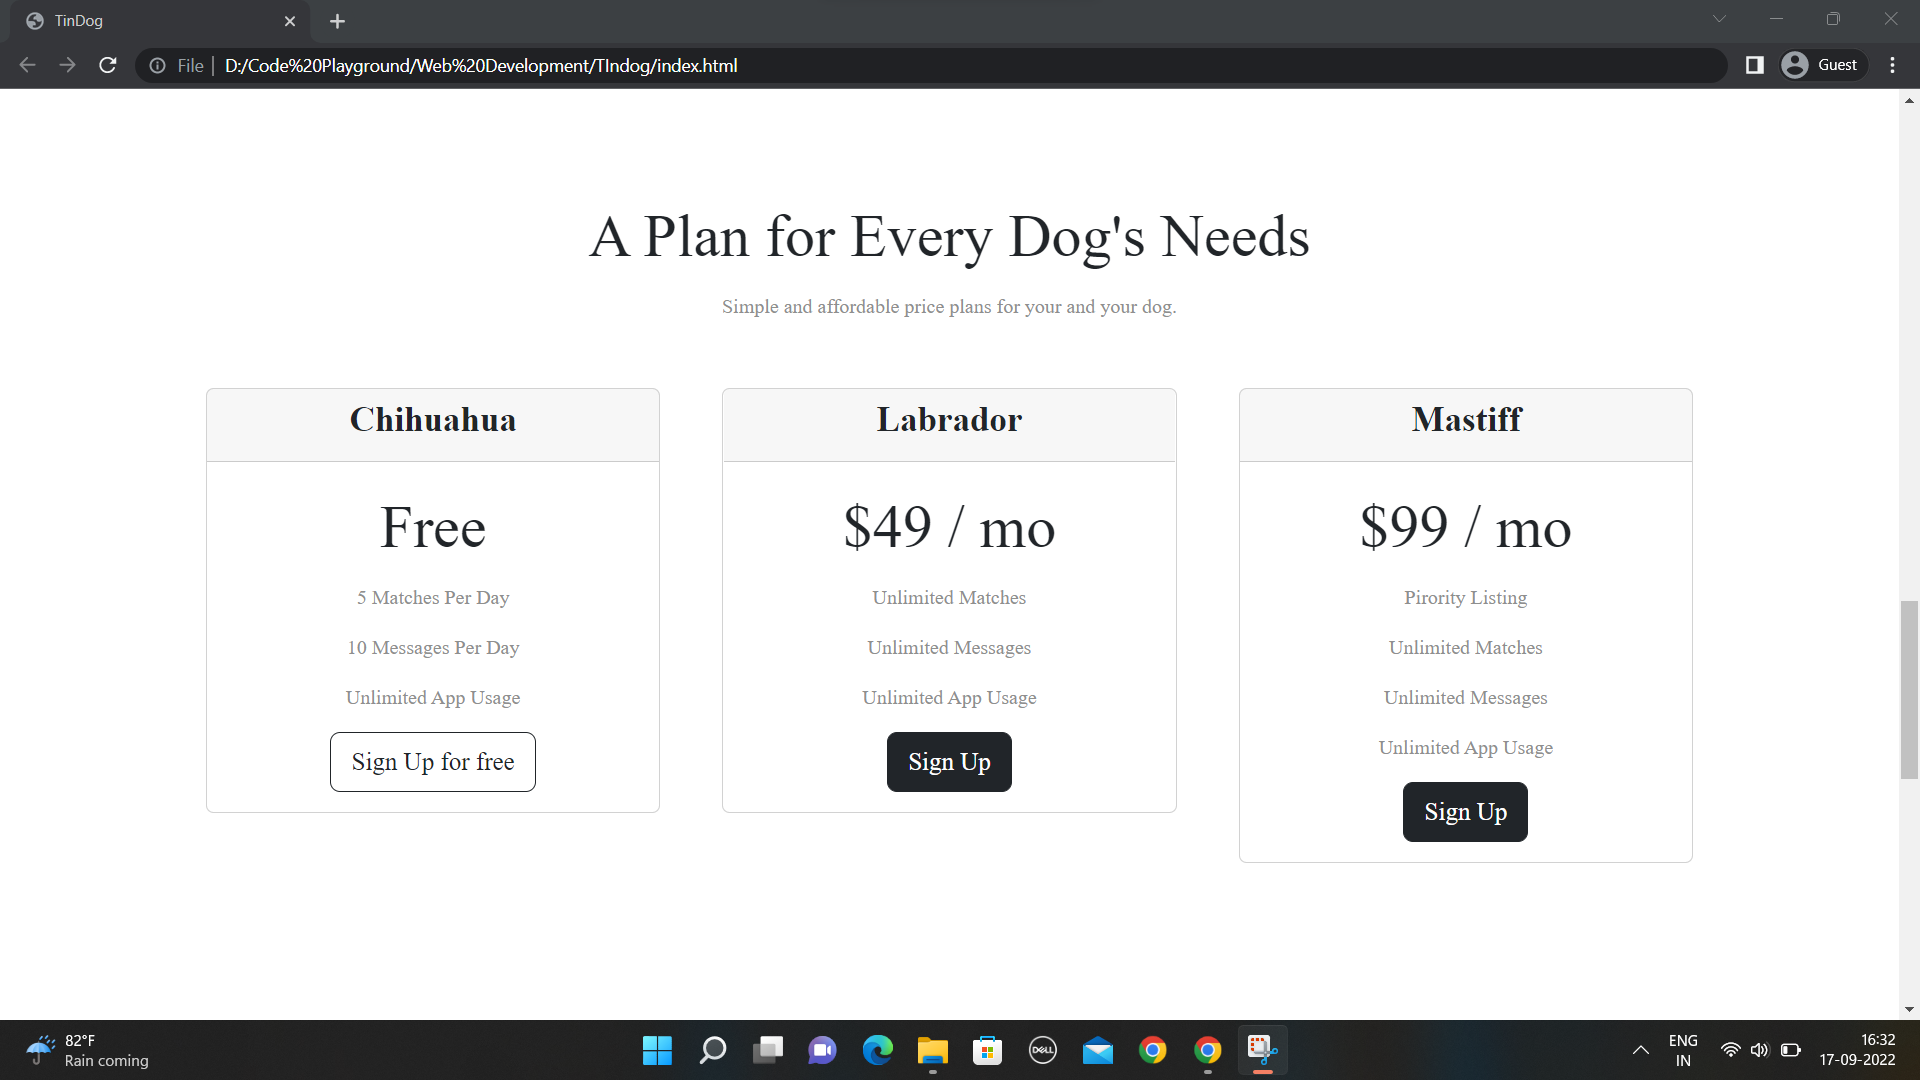 TinDog
File
D:/Code%20Playground/Web%20Development/TIndog/index.html
Guest
A Plan for Every Dog's Needs
Simple and affordable price plans for your and your dog.
Chihuahua
Free
5 Matches Per Day
10 Messages Per Day
Unlimited App Usage
Sign Up for free
Labrador
$49 / mo
Unlimited Matches
Unlimited Messages
Unlimited App Usage
Sign Up
Mastiff
$99 / mo
Pirority Listing
Unlimited Matches
Unlimited Messages
Unlimited App Usage
Sign Up
82°F
Rain coming
DELL
ENG
IN
16:32
17-09-2022